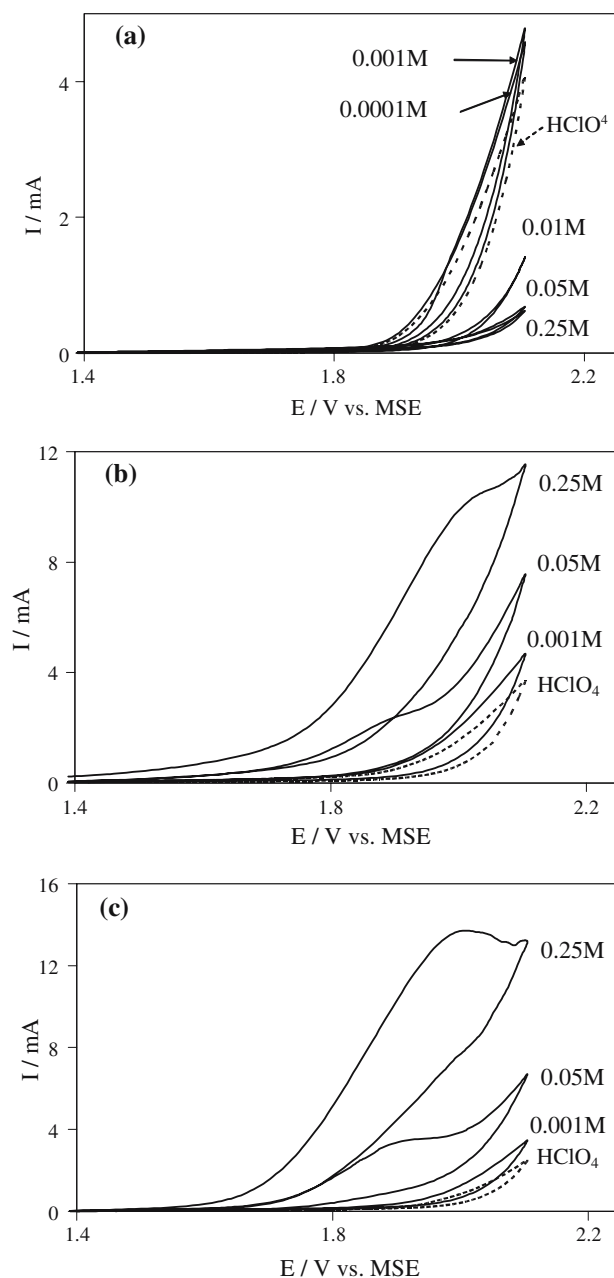 (a)
0.001M
0.0001M
HClO⁴
0.01M
0.05M
0.25M
I / mA
4
2
0
1.4 1.8 2.2
E / V vs. MSE
(b)
0.25M
0.05M
0.001M
HClO₄
I / mA
12
8
4
0
1.4 1.8 2.2
E / V vs. MSE
(c)
0.25M
0.05M
0.001M
HClO₄
I / mA
16
12
8
4
0
1.4 1.8 2.2
E / V vs. MSE